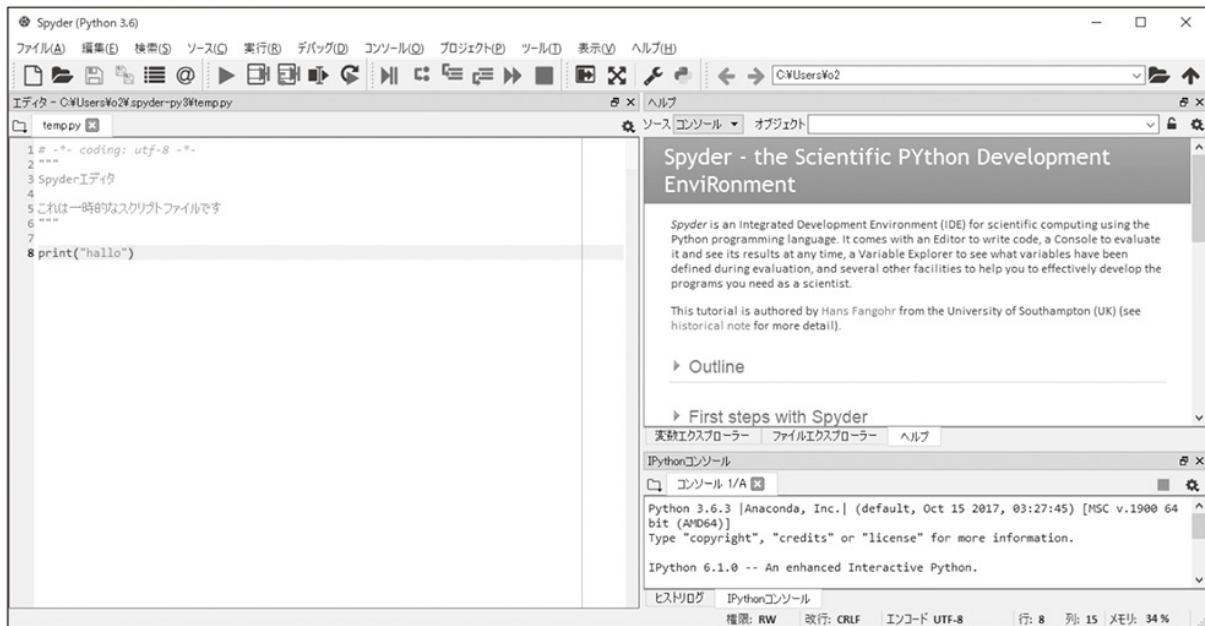 Spyder (Python 3.6)
ファイル(A) 編集(E) 検索(S) ソース(C) 実行(R) デバッグ(D) コンソール(O) プロジェクト(P) ツール(T) 表示(V) ヘルプ(H)
C:¥Users¥o2
エディタ - C:¥Users¥o2¥.spyder-py3¥temp.py
temp.py
1 # -*- coding: utf-8 -*-
2 """
3 Spyderエディタ
4
5 これは一時的なスクリプトファイルです
6 """
7
8 print("hallo")
ヘルプ
ソース コンソール オブジェクト
Spyder - the Scientific PYthon Development
EnviRonment
Spyder is an Integrated Development Environment (IDE) for scientific computing using the
Python programming language. It comes with an Editor to write code, a Console to evaluate
it and see its results at any time, a Variable Explorer to see what variables have been
defined during evaluation, and several other facilities to help you to effectively develop the
programs you need as a scientist.
This tutorial is authored by Hans Fangohr from the University of Southampton (UK) (see
historical note for more detail).
Outline
First steps with Spyder
変数エクスプローラー ファイルエクスプローラー ヘルプ
IPythonコンソール
コンソール 1/A
Python 3.6.3 |Anaconda, Inc.| (default, Oct 15 2017, 03:27:45) [MSC v.1900 64
bit (AMD64)]
Type "copyright", "credits" or "license" for more information.
IPython 6.1.0 -- An enhanced Interactive Python.
ヒストリログ IPythonコンソール
権限: RW 改行: CRLF エンコード UTF-8 行: 8 列: 15 メモリ: 34 %